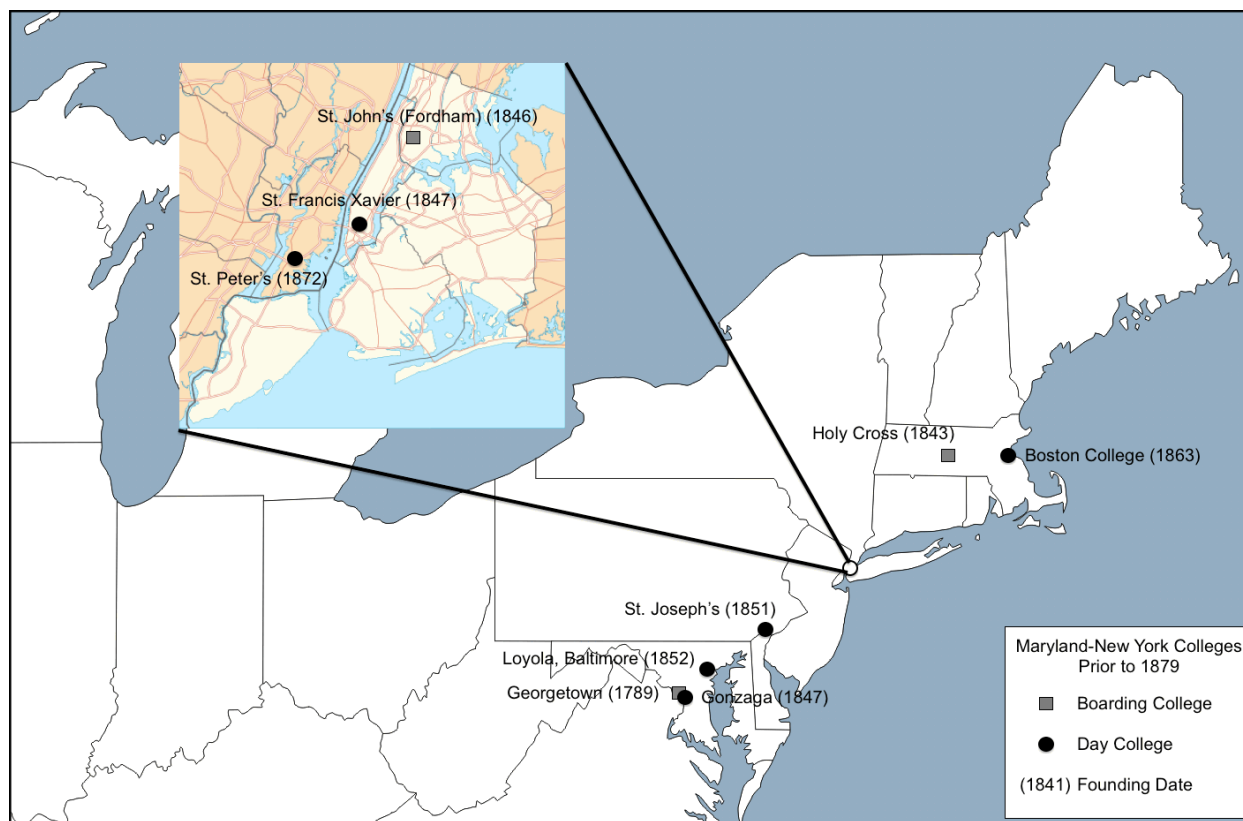 St. John's (Fordham) (1846)
St. Francis Xavier (1847)
St. Peter's (1872)
Holy Cross (1843)
Boston College (1863)
St. Joseph's (1851)
Loyola, Baltimore (1852)
Georgetown (1789)
Gonzaga (1847)
Maryland-New York Colleges
Prior to 1879
Boarding College
Day College
(1841) Founding Date